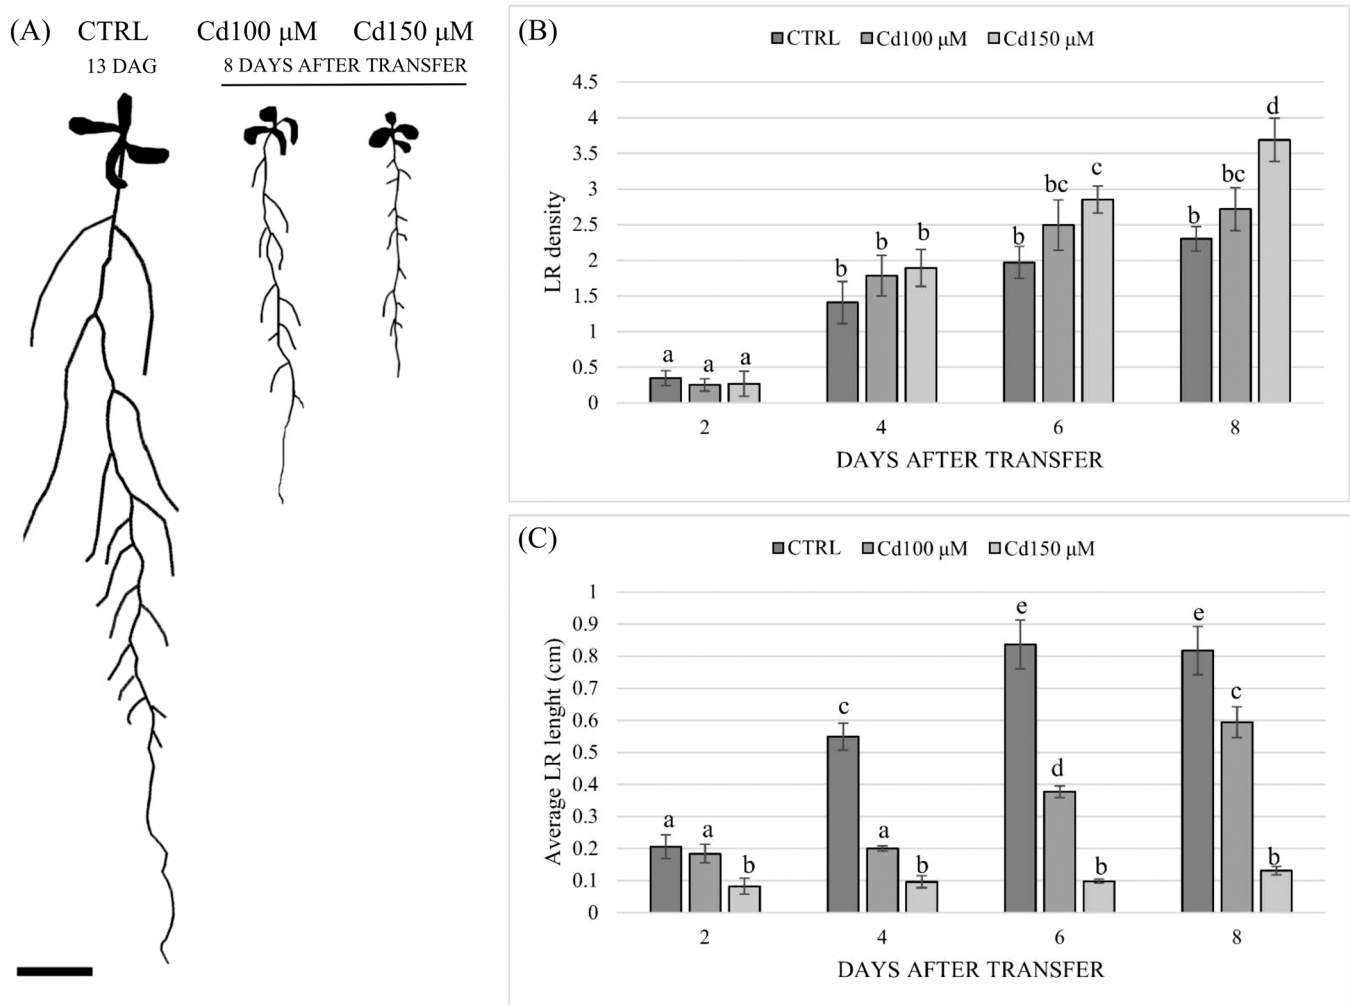 (A) CTRL Cd100 μM Cd150 μM
13 DAG 8 DAYS AFTER TRANSFER
(B)
CTRL Cd100 μM Cd150 μM
LR density
4.5
4
3.5
3
2.5
2
1.5
1
0.5
0
a a a
b b b
b bc c
b bc d
2 4 6 8
DAYS AFTER TRANSFER
(C)
CTRL Cd100 μM Cd150 μM
Average LR lenght (cm)
1
0.9
0.8
0.7
0.6
0.5
0.4
0.3
0.2
0.1
0
a a b
c a b
e d b
e c b
2 4 6 8
DAYS AFTER TRANSFER